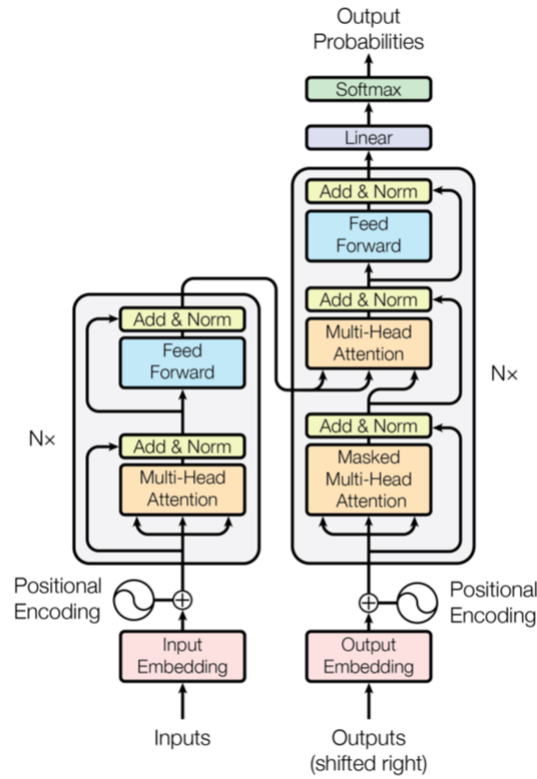 Output
Probabilities
Softmax
Linear
Add & Norm
Feed
Forward
Add & Norm
Multi-Head
Attention
Add & Norm
Masked
Multi-Head
Attention
N×
Positional
Encoding
Output
Embedding
Outputs
(shifted right)
Add & Norm
Feed
Forward
Add & Norm
Multi-Head
Attention
N×
Positional
Encoding
Input
Embedding
Inputs